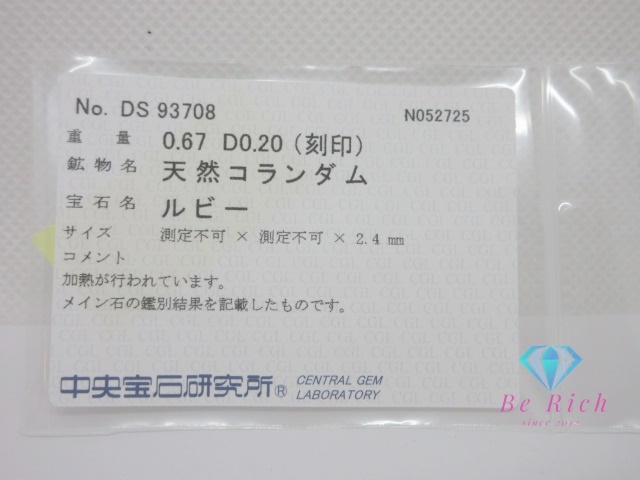 No. DS 93708 N052725
重量 0.67 D0.20 (刻印)
鉱物名 天然コランダム
宝石名 ルビー
サイズ 測定不可 × 測定不可 × 2.4 mm
コメント
加熱が行われています。
メイン石の鑑別結果を記載したものです。
中央宝石研究所® CENTRAL GEM
LABORATORY
Be Rich
SINCE 2012